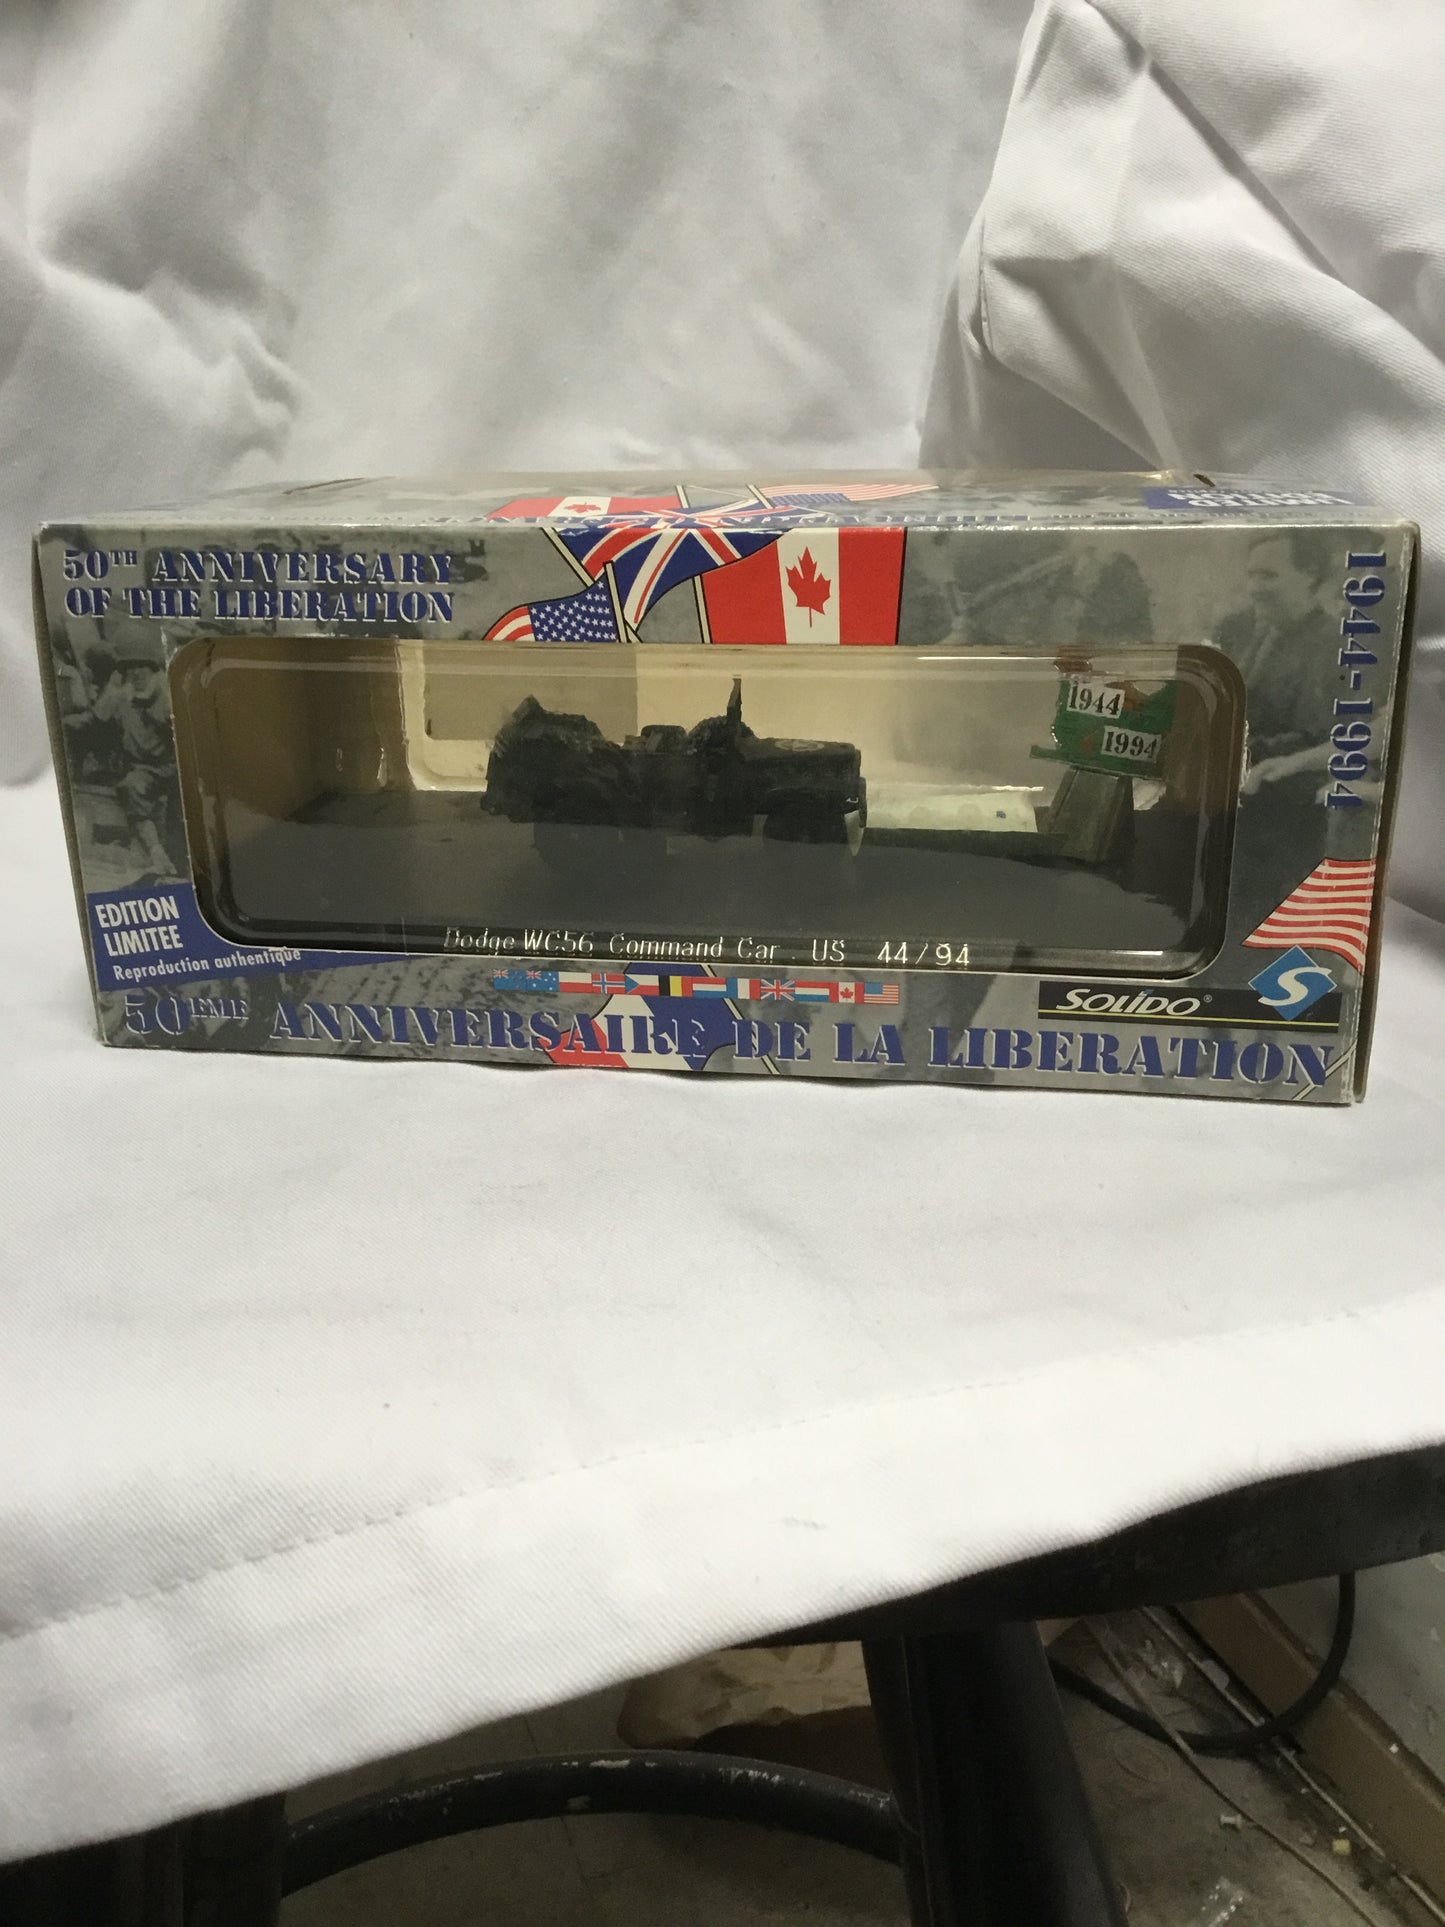 50TH ANNIVERSARY
OF THE LIBERATION
1944-1994
1944
1994
EDITION
LIMITEE
Reproduction authentique
Dodge WC56 Command Car . US 44/94
SOLIDO®
50EME ANNIVERSAIRE DE LA LIBERATION